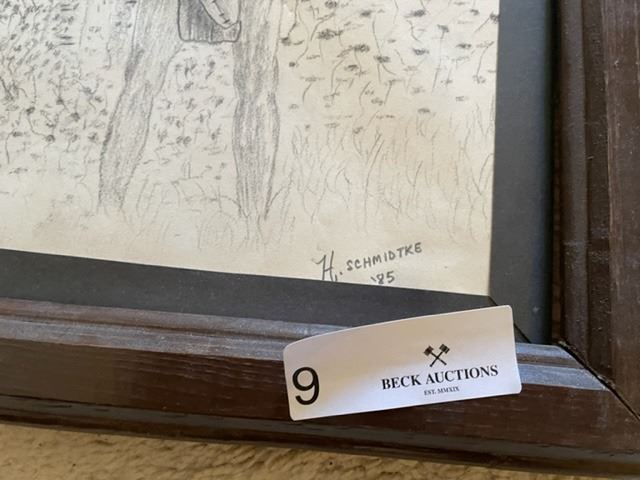 H. SCHMIDTKE
'85
9
BECK AUCTIONS
EST. MMXIX